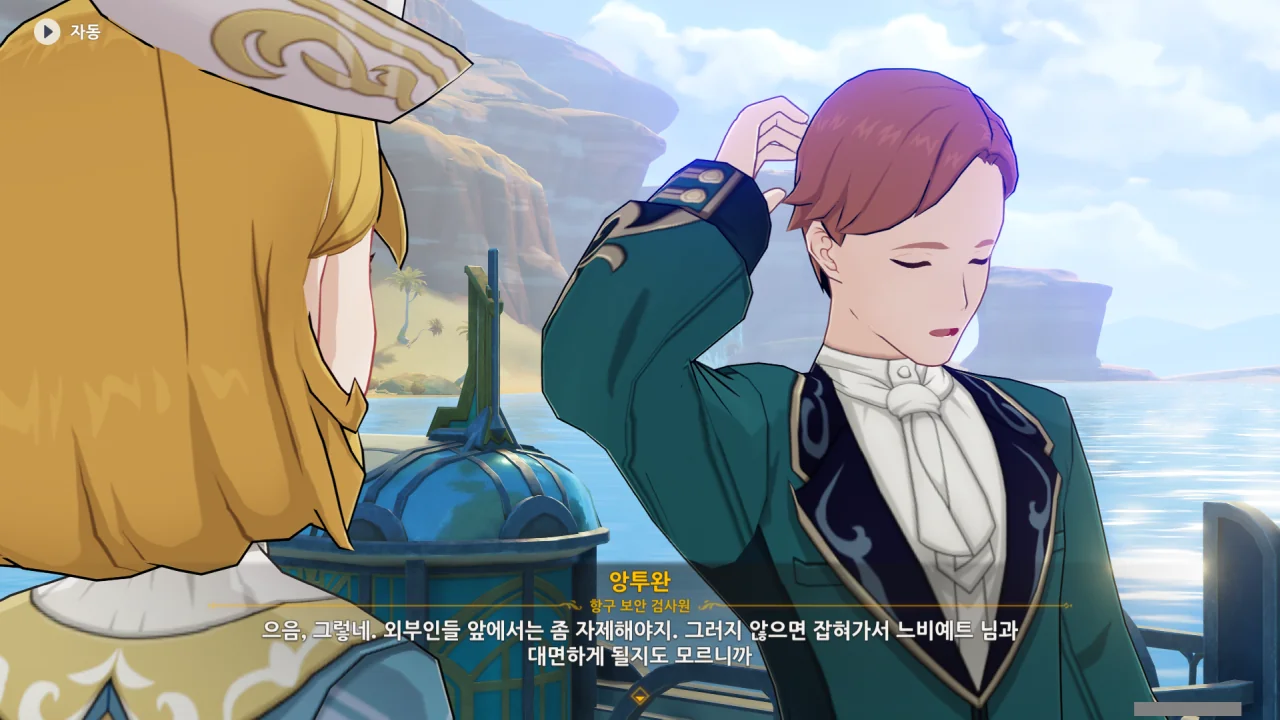 자동
앙투완
항구 보안 검사원
으음, 그렇네. 외부인들 앞에서는 좀 자제해야지. 그러지 않으면 잡혀가서 느비예트 님과
대면하게 될지도 모르니까